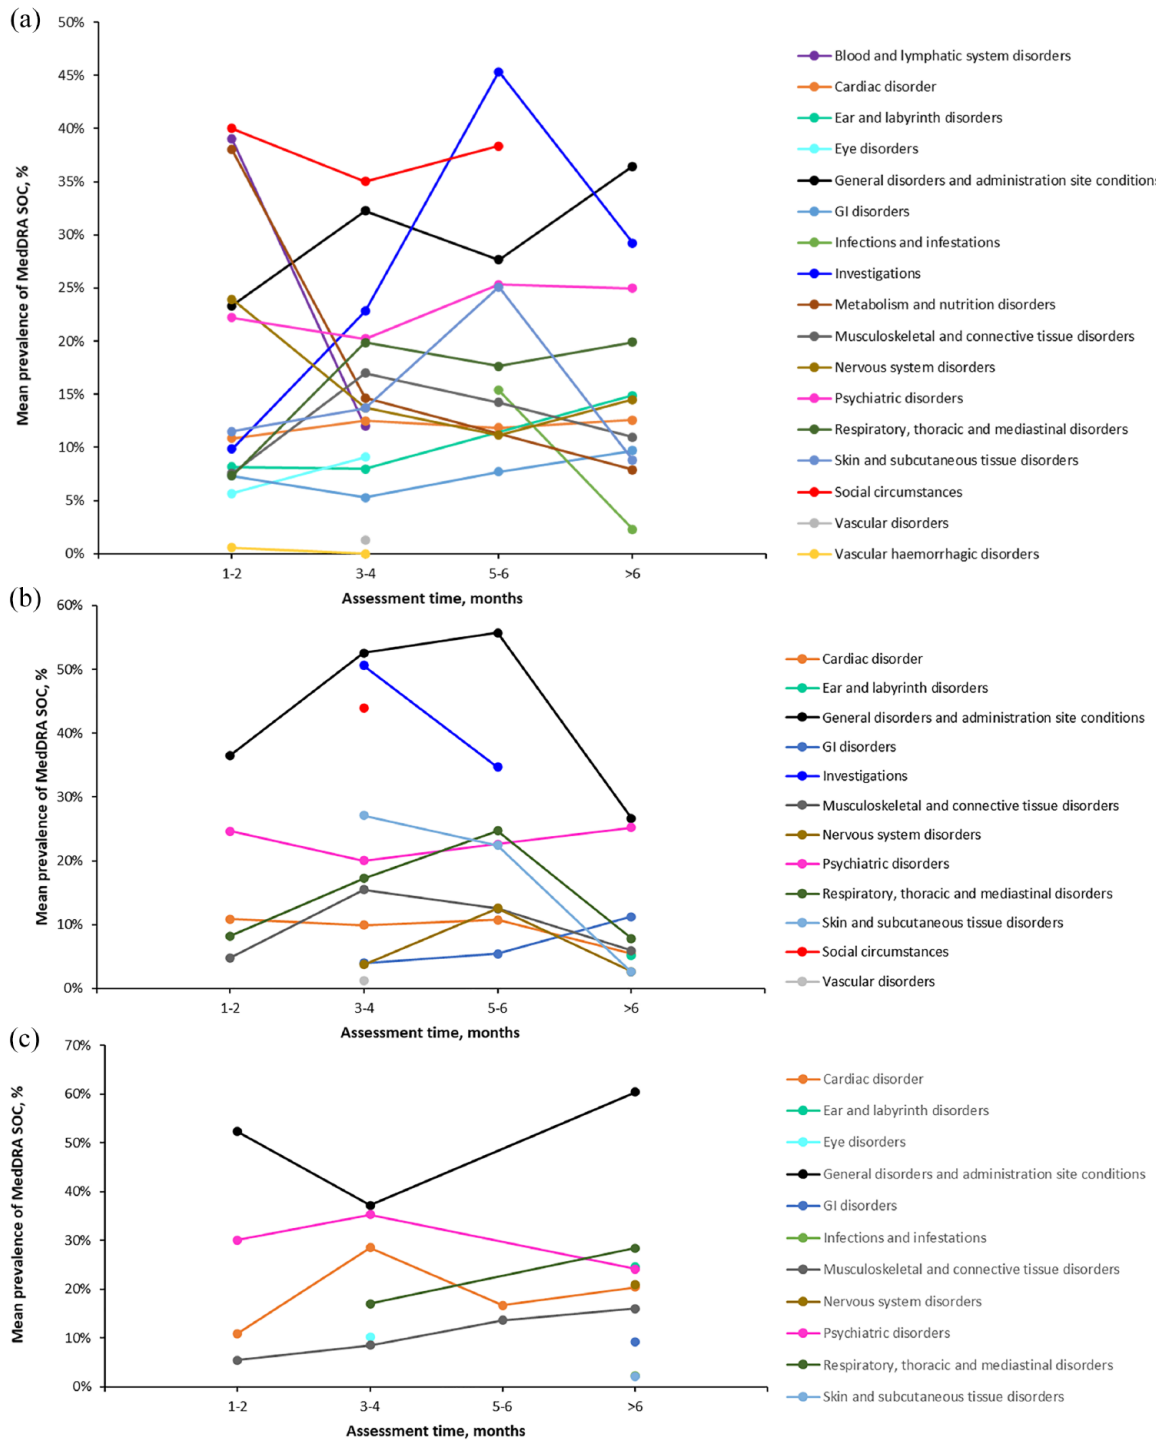 (a)
50%
45%
40%
35%
30%
25%
20%
15%
10%
5%
0%
Mean prevalence of MedDRA SOC, %
1-2
3-4
5-6
>6
Assessment time, months
Blood and lymphatic system disorders
Cardiac disorder
Ear and labyrinth disorders
Eye disorders
General disorders and administration site conditions
GI disorders
Infections and infestations
Investigations
Metabolism and nutrition disorders
Musculoskeletal and connective tissue disorders
Nervous system disorders
Psychiatric disorders
Respiratory, thoracic and mediastinal disorders
Skin and subcutaneous tissue disorders
Social circumstances
Vascular disorders
Vascular haemorrhagic disorders
(b)
60%
50%
40%
30%
20%
10%
0%
Mean prevalence of MedDRA SOC, %
1-2
3-4
5-6
>6
Assessment time, months
Cardiac disorder
Ear and labyrinth disorders
General disorders and administration site conditions
GI disorders
Investigations
Musculoskeletal and connective tissue disorders
Nervous system disorders
Psychiatric disorders
Respiratory, thoracic and mediastinal disorders
Skin and subcutaneous tissue disorders
Social circumstances
Vascular disorders
(c)
70%
60%
50%
40%
30%
20%
10%
0%
Mean prevalence of MedDRA SOC, %
1-2
3-4
5-6
>6
Assessment time, months
Cardiac disorder
Ear and labyrinth disorders
Eye disorders
General disorders and administration site conditions
GI disorders
Infections and infestations
Musculoskeletal and connective tissue disorders
Nervous system disorders
Psychiatric disorders
Respiratory, thoracic and mediastinal disorders
Skin and subcutaneous tissue disorders